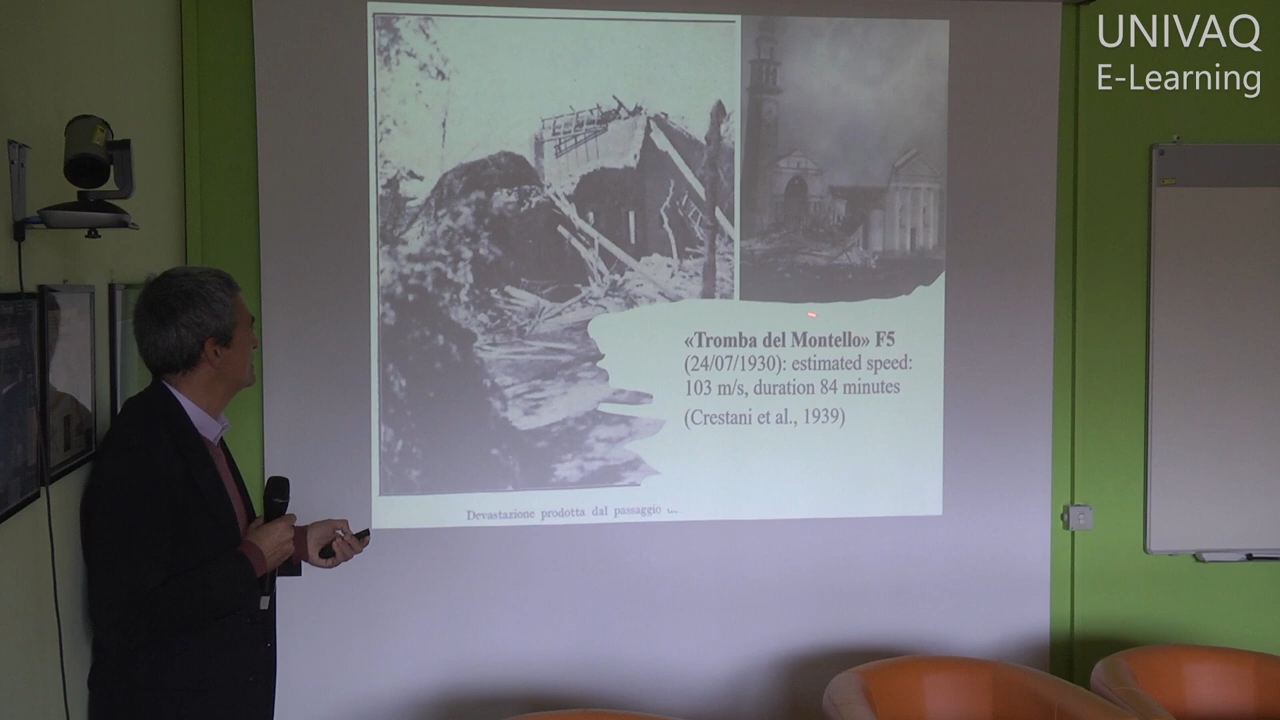 UNIVAQ
E-Learning
«Tromba del Montello» F5
(24/07/1930): estimated speed:
103 m/s, duration 84 minutes
(Crestani et al., 1939)
Devastazione prodotta dal passaggio